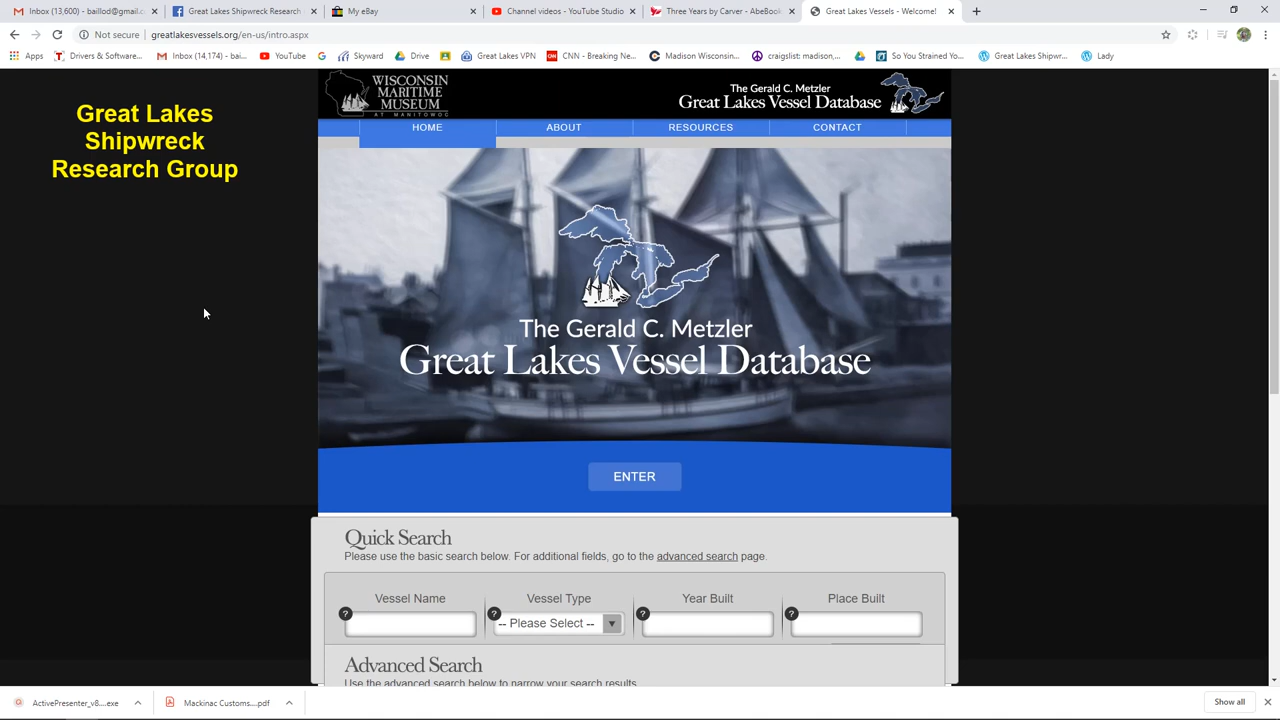 Inbox (13,600) - baillod@gmail.c
Great Lakes Shipwreck Research
My eBay
Channel videos - YouTube Studio
Three Years by Carver - AbeBook
Great Lakes Vessels - Welcome!
Not secure | greatlakesvessels.org/en-us/intro.aspx
Apps
Drivers & Software...
Inbox (14,174) - bai...
YouTube
Skyward
Drive
Great Lakes VPN
CNN - Breaking Ne...
Madison Wisconsin...
craigslist: madison,...
So You Strained Yo...
Great Lakes Shipwr...
Lady
Great Lakes
Shipwreck
Research Group
WISCONSIN
MARITIME
MUSEUM
AT MANITOWOC
The Gerald C. Metzler
Great Lakes Vessel Database
HOME
ABOUT
RESOURCES
CONTACT
The Gerald C. Metzler
Great Lakes Vessel Database
ENTER
Quick Search
Please use the basic search below. For additional fields, go to the advanced search page.
Vessel Name
Vessel Type
Year Built
Place Built
?
?
-- Please Select --
?
?
Advanced Search
Use the advanced search below to narrow your search results.
ActivePresenter_v8....exe
Mackinac Customs....pdf
Show all